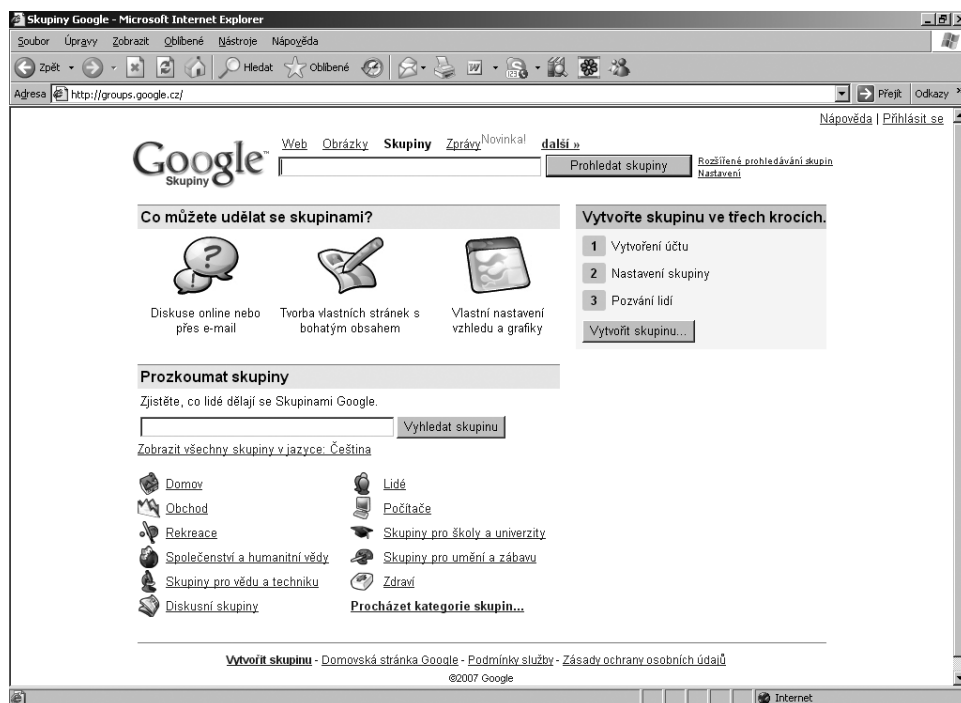 Skupiny Google - Microsoft Internet Explorer
Soubor Úpravy Zobrazit Oblíbené Nástroje Nápověda
Zpět Hledat Oblíbené
Adresa http://groups.google.cz/ Přejít Odkazy »
Nápověda | Přihlásit se
Google™
Skupiny
Web Obrázky Skupiny Zprávy Novinka! další »
Prohledat skupiny
Rozšířené prohledávání skupin
Nastavení
Co můžete udělat se skupinami?
Diskuse online nebo
přes e-mail
Tvorba vlastních stránek s
bohatým obsahem
Vlastní nastavení
vzhledu a grafiky
Vytvořte skupinu ve třech krocích.
1 Vytvoření účtu
2 Nastavení skupiny
3 Pozvání lidí
Vytvořit skupinu...
Prozkoumat skupiny
Zjistěte, co lidé dělají se Skupinami Google.
Vyhledat skupinu
Zobrazit všechny skupiny v jazyce: Čeština
Domov Lidé
Obchod Počítače
Rekreace Skupiny pro školy a univerzity
Společenství a humanitní vědy Skupiny pro umění a zábavu
Skupiny pro vědu a techniku Zdraví
Diskusní skupiny Procházet kategorie skupin...
Vytvořit skupinu - Domovská stránka Google - Podmínky služby - Zásady ochrany osobních údajů
©2007 Google
Internet